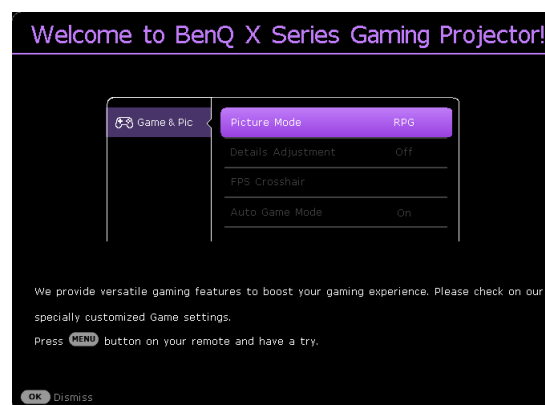 Welcome to BenQ X Series Gaming Projector!
Game & Pic
Picture Mode RPG
Details Adjustment Off
FPS Crosshair
Auto Game Mode On
We provide versatile gaming features to boost your gaming experience. Please check on our
specially customized Game settings.
Press MENU button on your remote and have a try.
OK Dismiss